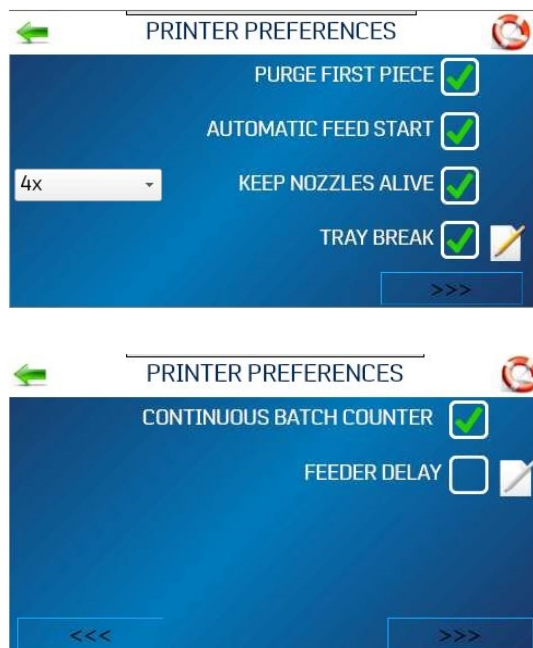 PRINTER PREFERENCES
PURGE FIRST PIECE
AUTOMATIC FEED START
4x KEEP NOZZLES ALIVE
TRAY BREAK
>>>
PRINTER PREFERENCES
CONTINUOUS BATCH COUNTER
FEEDER DELAY
<<< >>>